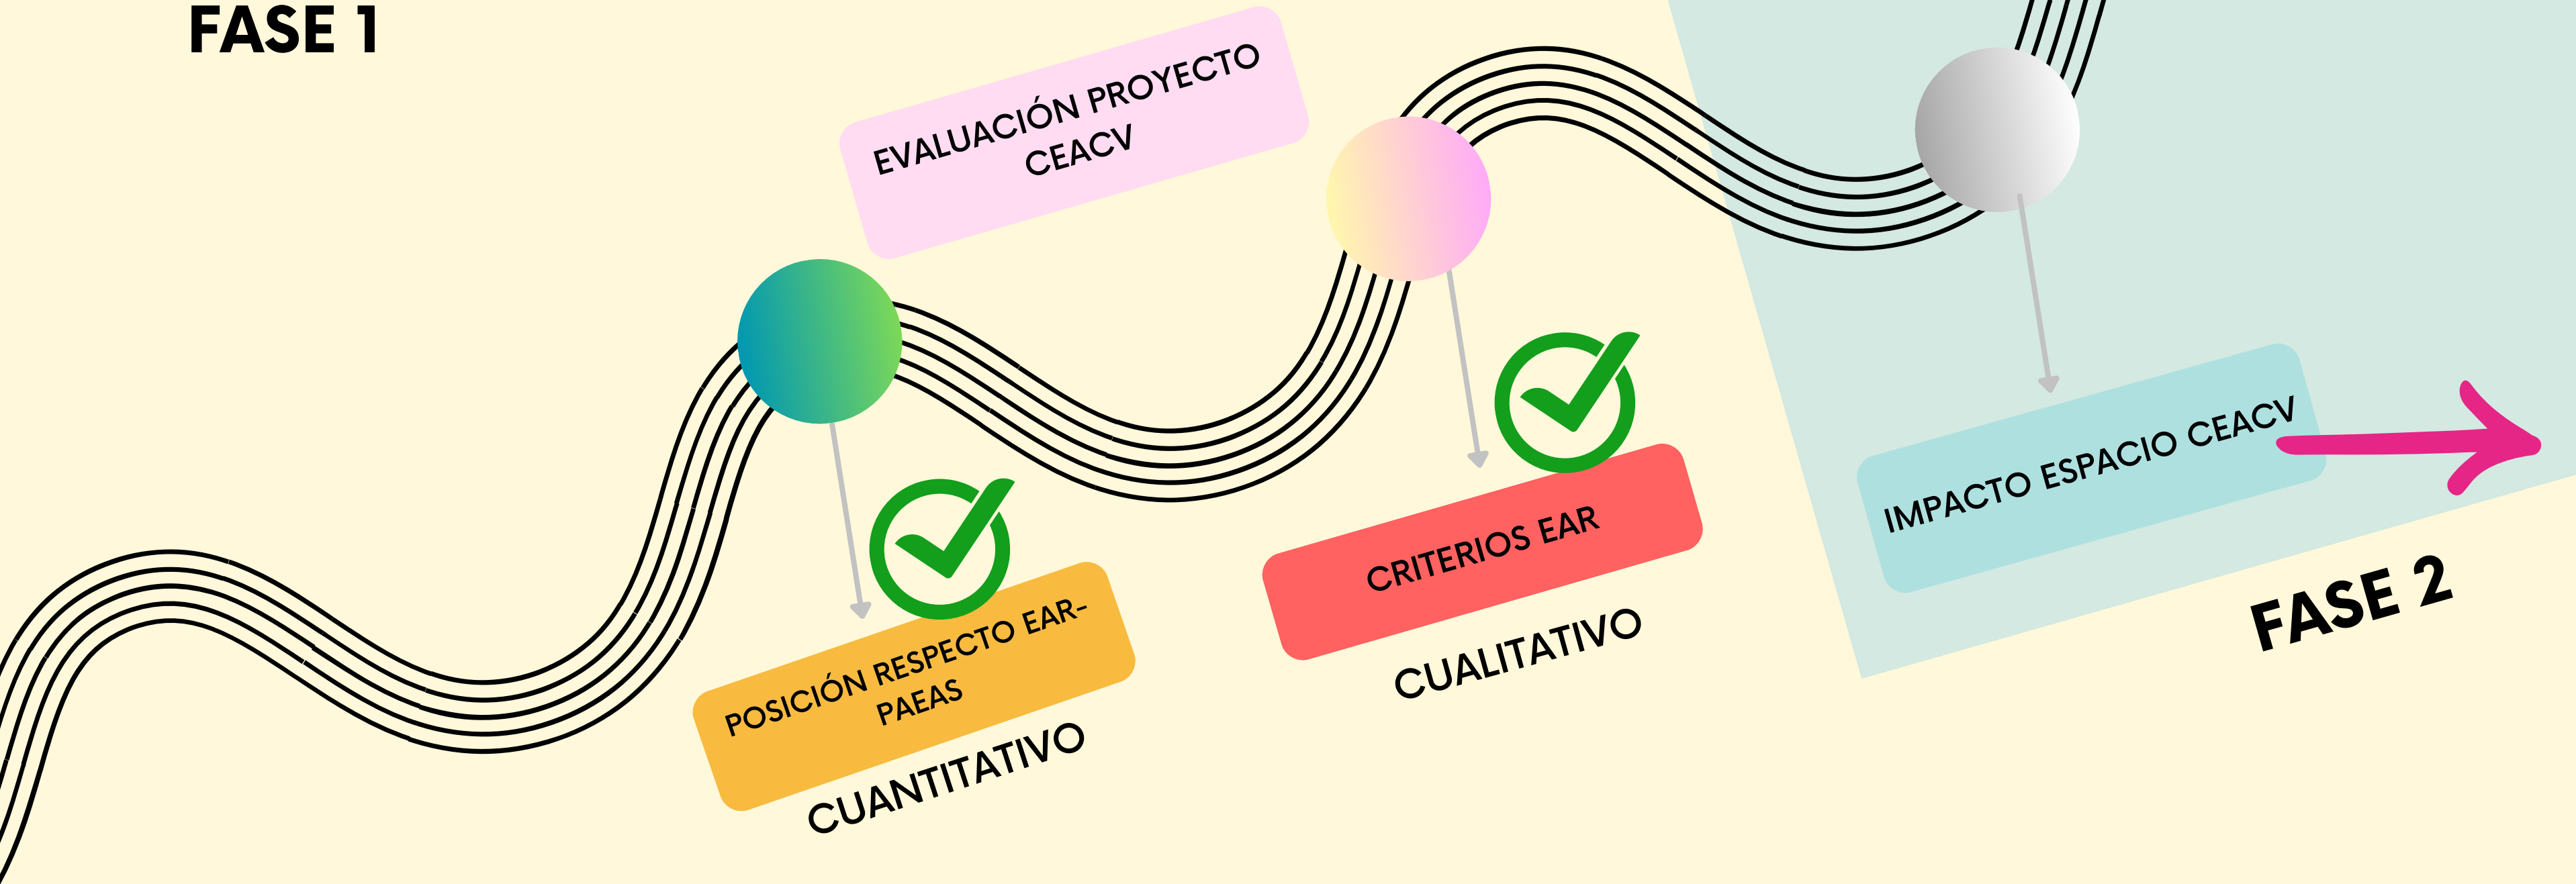 FASE 1
EVALUACIÓN PROYECTO
CEACV
POSICIÓN RESPECTO EAR-
PAEAS
CUANTITATIVO
CRITERIOS EAR
CUALITATIVO
IMPACTO ESPACIO CEACV
FASE 2